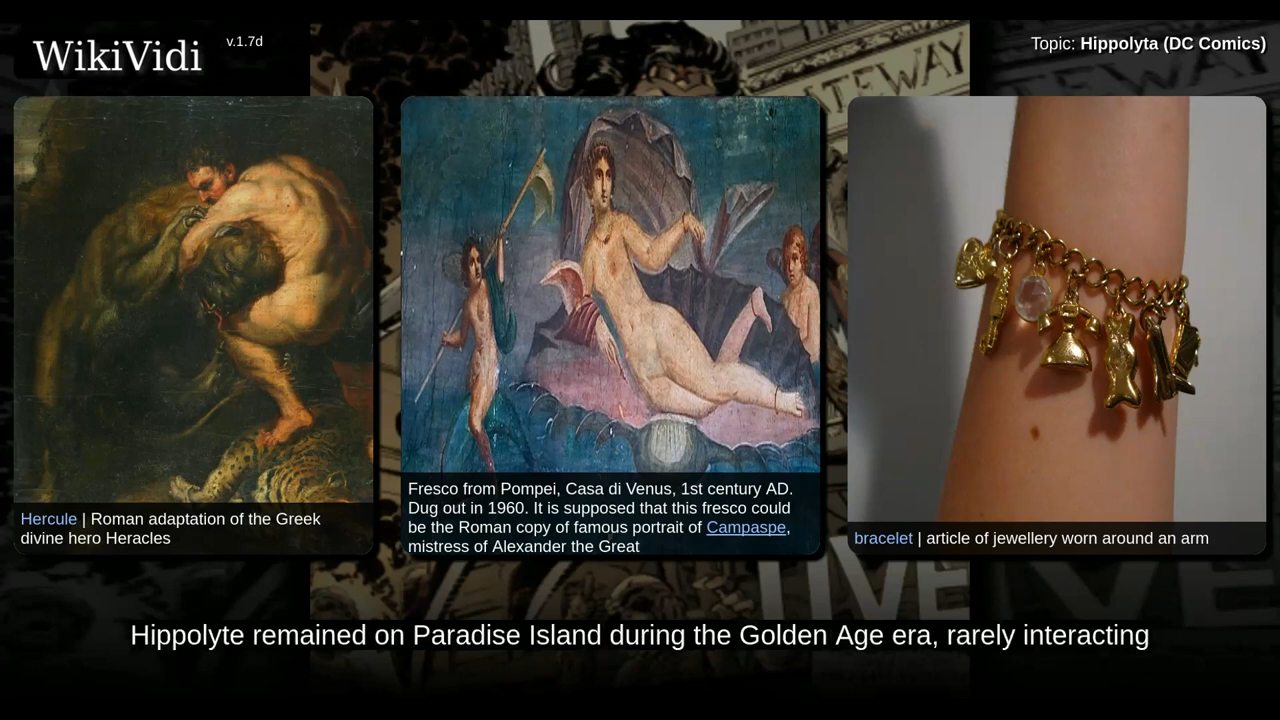 WikiVidi
v.1.7d
Topic: Hippolyta (DC Comics)
GATEWAY
Hercule | Roman adaptation of the Greek
divine hero Heracles
Fresco from Pompei, Casa di Venus, 1st century AD.
Dug out in 1960. It is supposed that this fresco could
be the Roman copy of famous portrait of Campaspe,
mistress of Alexander the Great
bracelet | article of jewellery worn around an arm
LIVE
Hippolyte remained on Paradise Island during the Golden Age era, rarely interacting